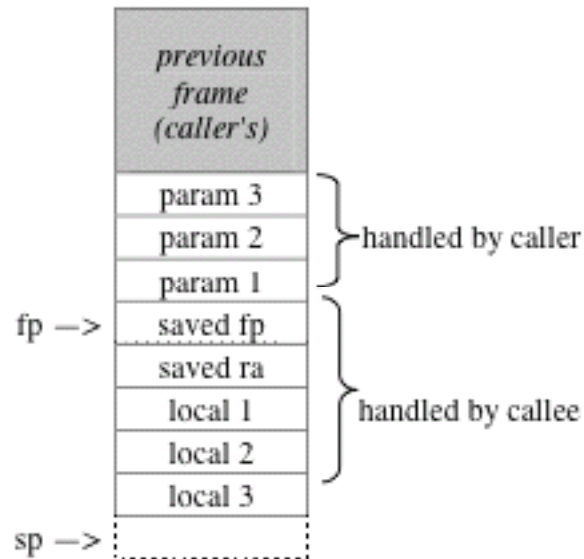 previous
frame
(caller's)
param 3
param 2
handled by caller
param 1
fp —>
saved fp
saved ra
local 1
handled by callee
local 2
local 3
sp —>